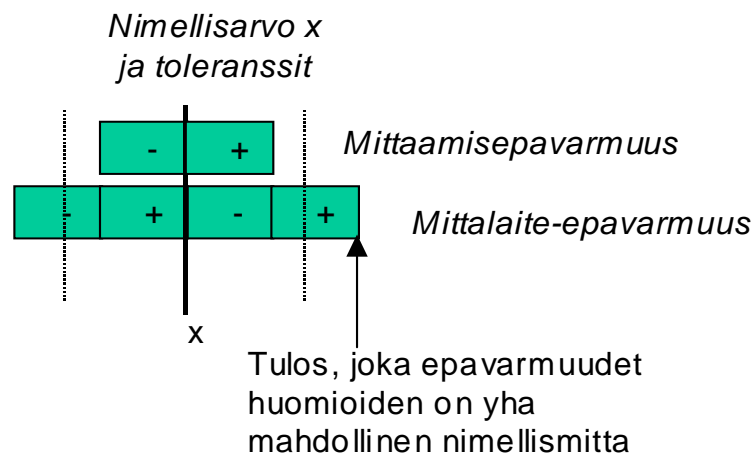 Nimellisarvo x
ja toleranssit
- +
Mittaamisepavarmuus
- + - +
Mittalaite-epavarmuus
x
Tulos, joka epavarmuudet
huomioiden on yha
mahdollinen nimellismitta